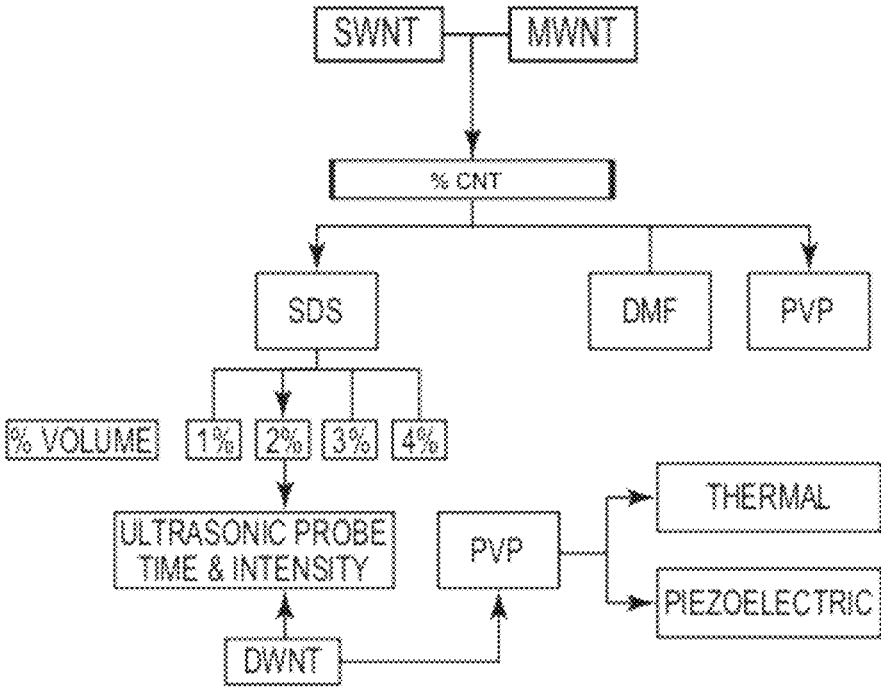 SWNT
MWNT
% CNT
SDS
DMF
PVP
% VOLUME
1%
2%
3%
4%
ULTRASONIC PROBE
TIME & INTENSITY
PVP
THERMAL
PIEZOELECTRIC
DWNT